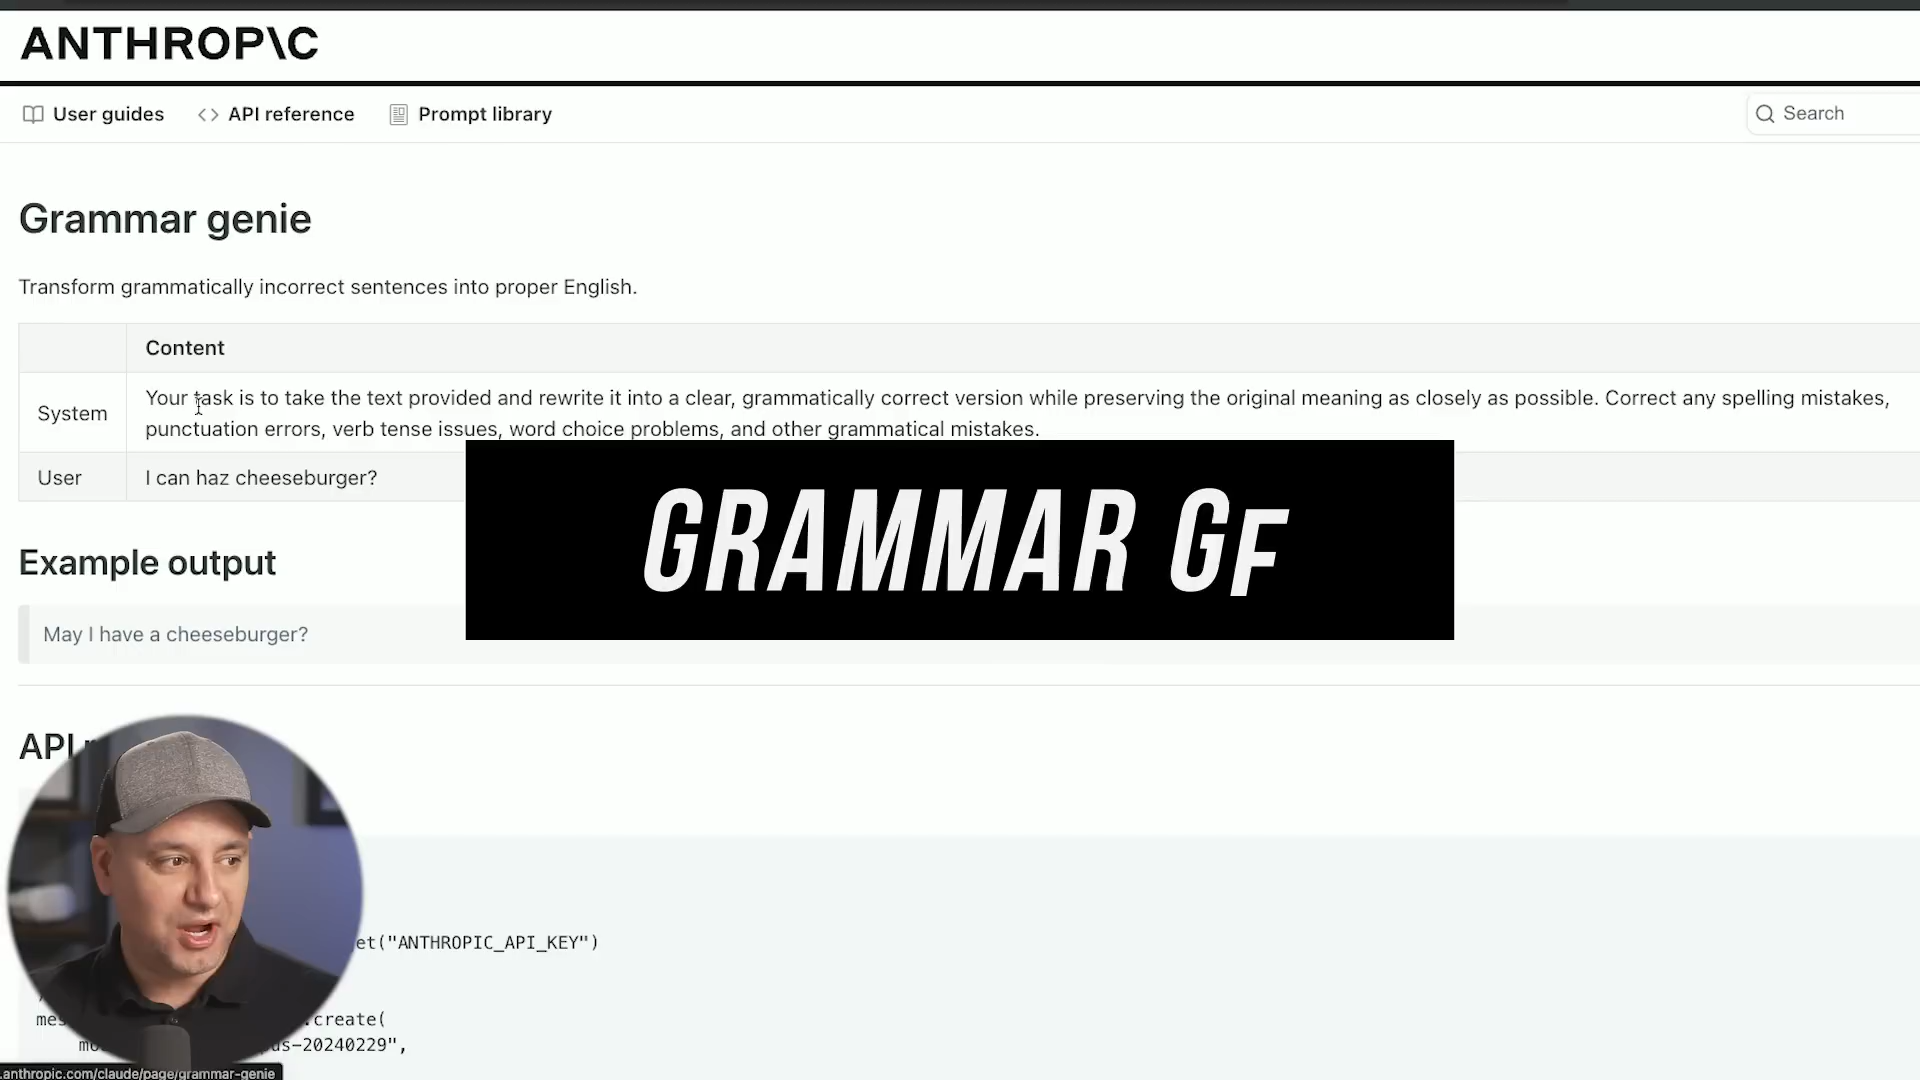 ANTHROP\C
User guides
API reference
Prompt library
Search
Grammar genie
Transform grammatically incorrect sentences into proper English.
Content
System
Your task is to take the text provided and rewrite it into a clear, grammatically correct version while preserving the original meaning as closely as possible. Correct any spelling mistakes,
punctuation errors, verb tense issues, word choice problems, and other grammatical mistakes.
User
I can haz cheeseburger?
GRAMMAR GF
Example output
May I have a cheeseburger?
API
et("ANTHROPIC_API_KEY")
mes
.create(
mo
us-20240229",
.anthropic.com/claude/page/grammar-genie